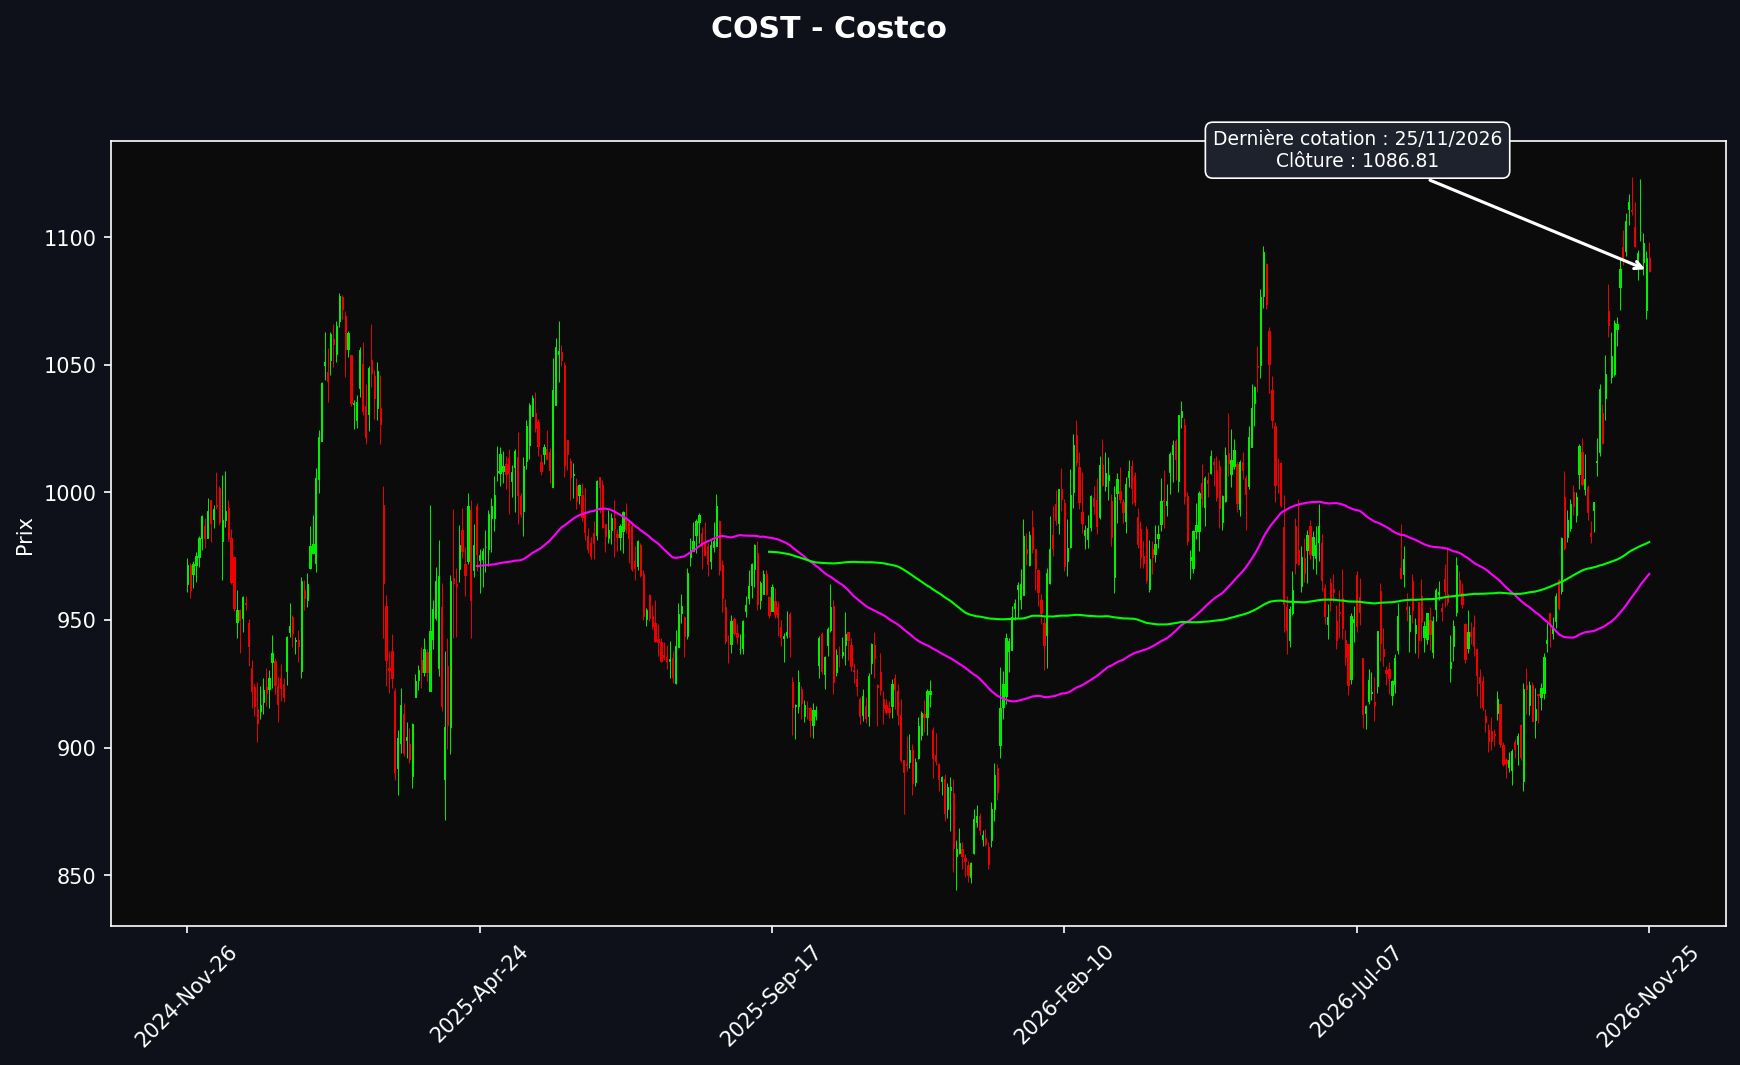 COST - Costco
Dernière cotation : 25/11/2026
Clôture : 1086.81
Prix
1100
1050
1000
950
900
850
2024-Nov-26
2025-Apr-24
2025-Sep-17
2026-Feb-10
2026-Jul-07
2026-Nov-25